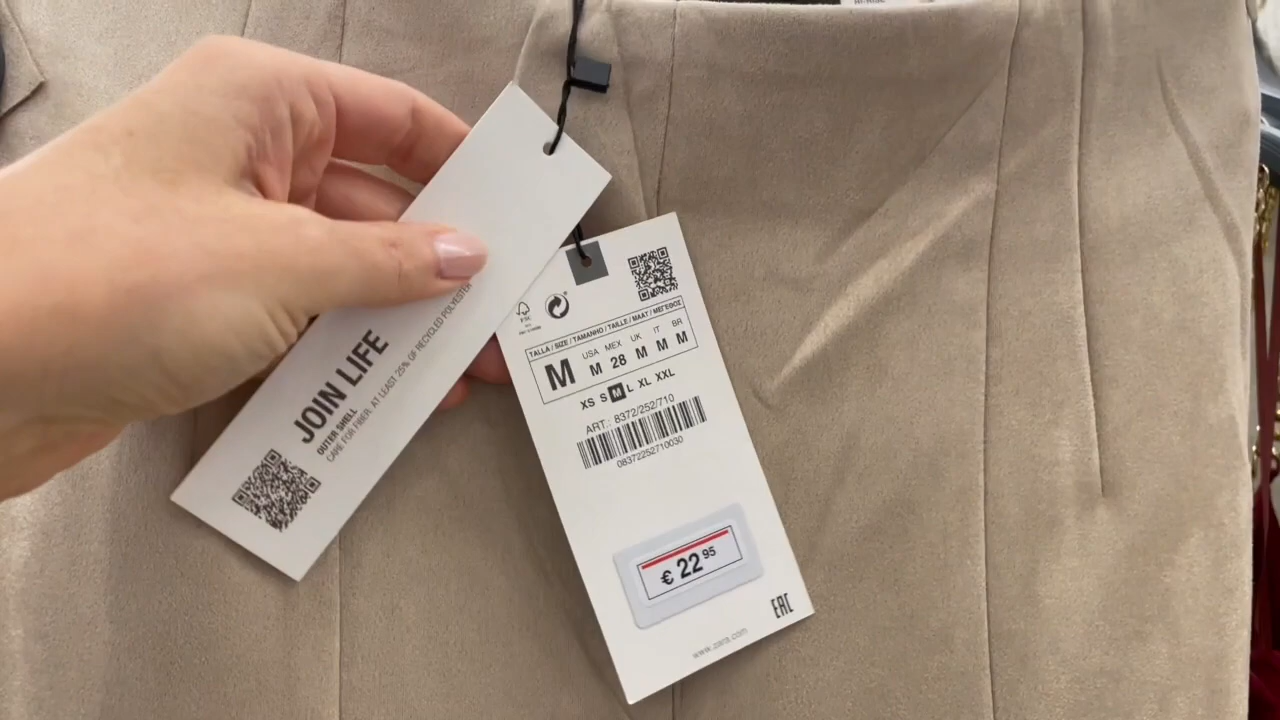 JOIN LIFE
OUTER SHELL
CARE FOR FIBER: AT LEAST 25% OF RECYCLED POLYESTER
TALLA / SIZE / TAMANHO / TAILLE / MAAT / ΜΕΓΕΘΟΣ
M
USA MEX UK IT BR
M 28 M M M
XS S M L XL XXL
ART.: 8372/252/710
08372252710030
€ 22 95
EAC
www.zara.com